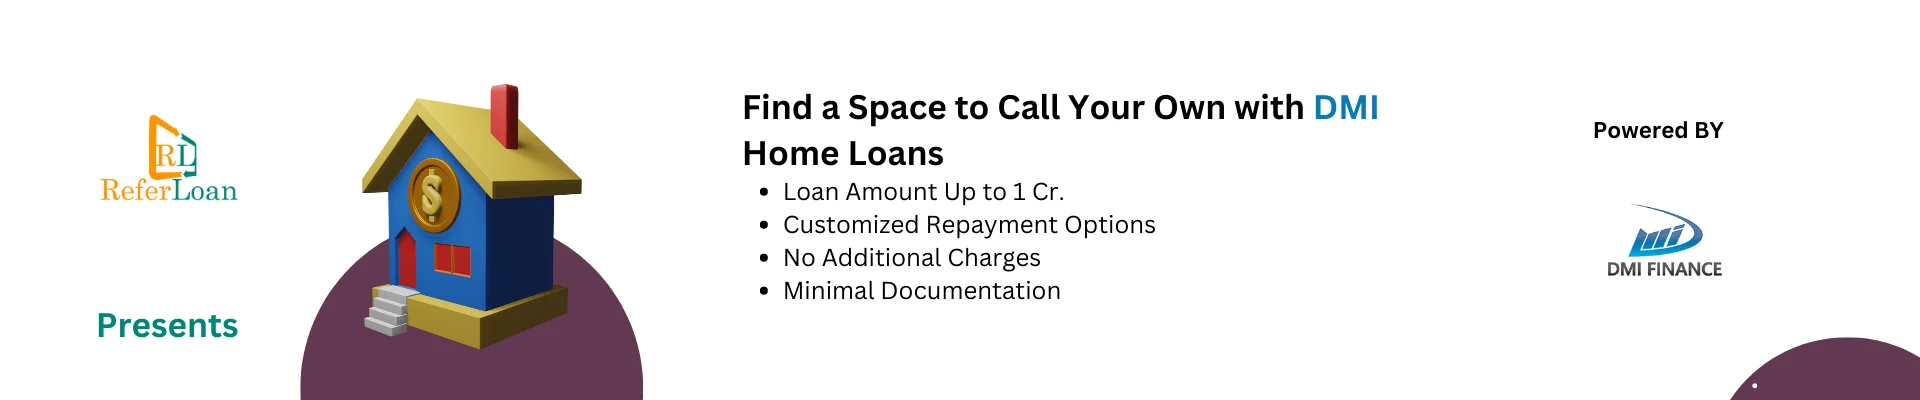 RL
ReferLoan
Presents
Find a Space to Call Your Own with DMI
Home Loans
• Loan Amount Up to 1 Cr.
• Customized Repayment Options
• No Additional Charges
• Minimal Documentation
Powered BY
DMI FINANCE